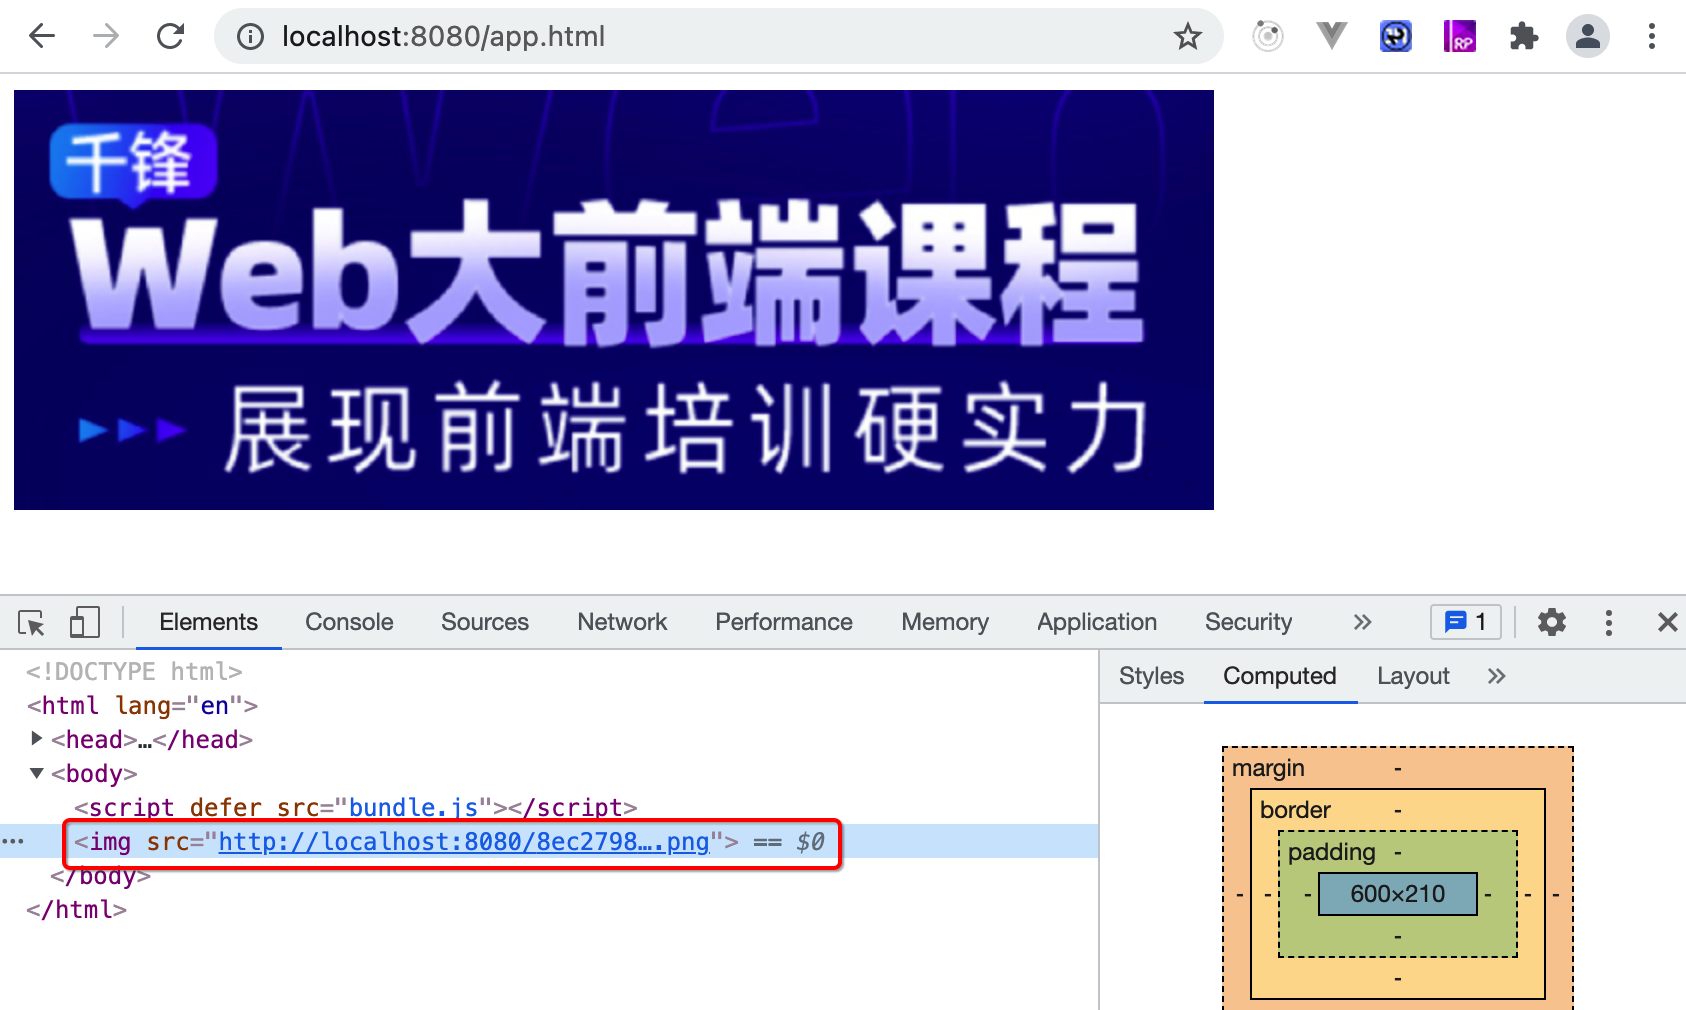 localhost:8080/app.html
RP
千锋
Web大前端课程
展现前端培训硬实力
Elements Console Sources Network Performance Memory Application Security » 1
<!DOCTYPE html>
<html lang="en">
<head>…</head>
<body>
<script defer src="bundle.js"></script>
<img src="http://localhost:8080/8ec2798….png"> == $0
</body>
</html>
Styles Computed Layout »
margin -
border -
padding -
- - - 600×210 - - -
-
-